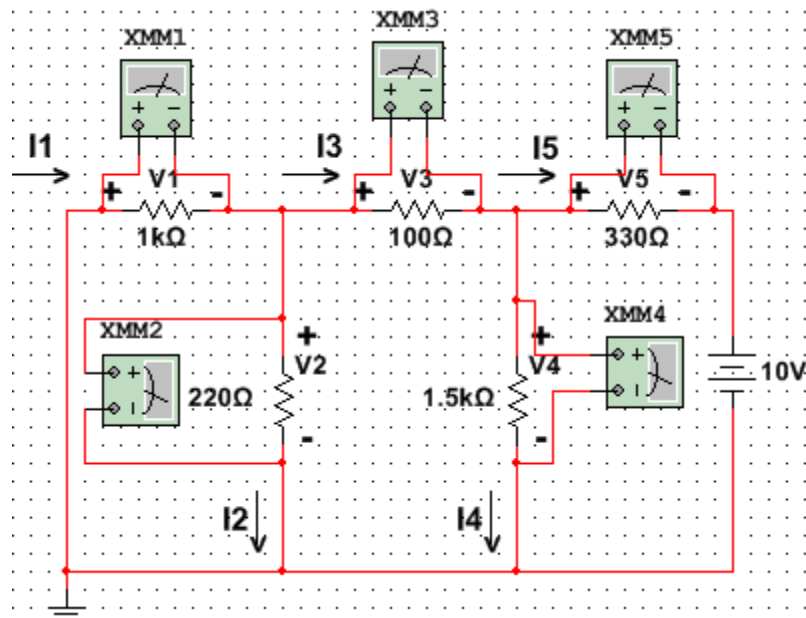 XMM1
XMM3
XMM5
+ −
+ −
+ −
I1
I3
I5
+ V1 -
+ V3 -
+ V5 -
1kΩ
100Ω
330Ω
XMM2
+
I
220Ω
+
V2
-
XMM4
+
I
1.5kΩ
+
V4
-
10V
I2
I4